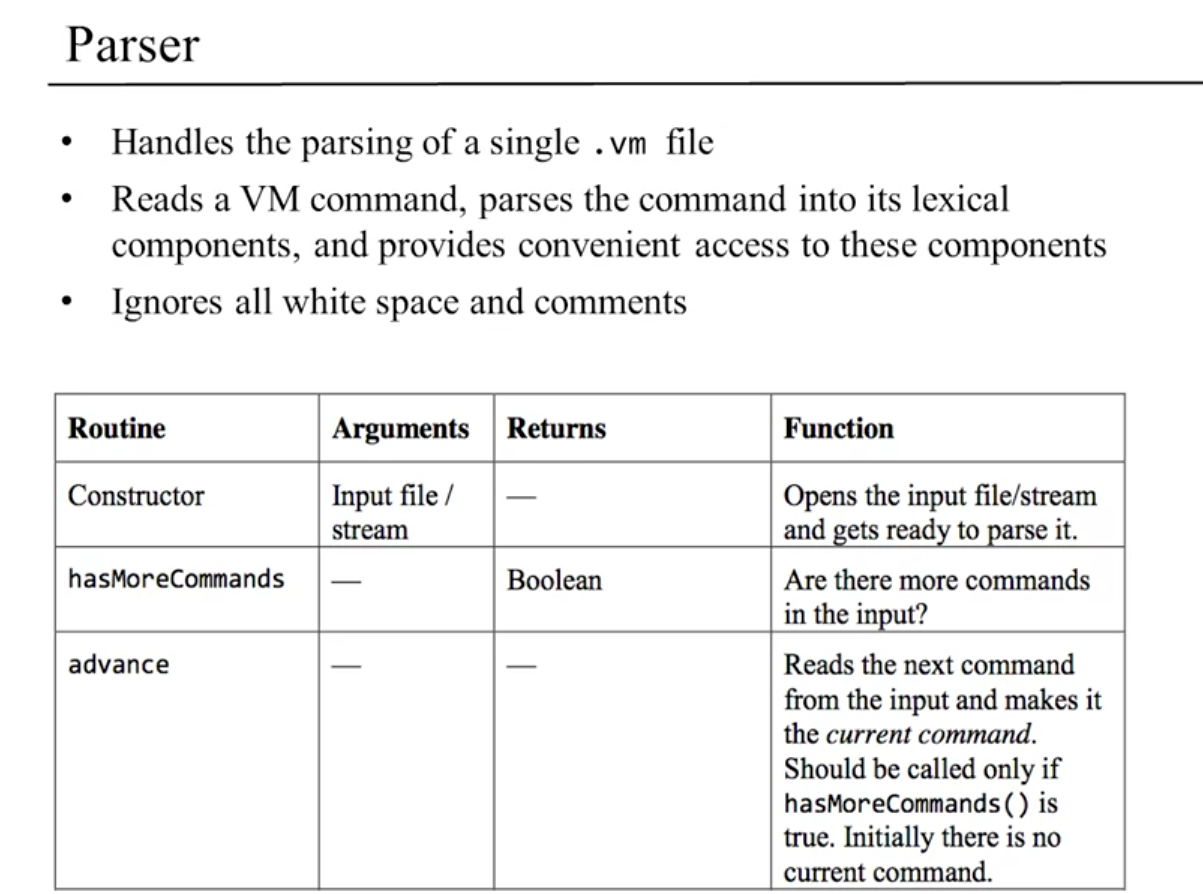 Parser
• Handles the parsing of a single .vm file
• Reads a VM command, parses the command into its lexical
components, and provides convenient access to these components
• Ignores all white space and comments
Routine Arguments Returns Function
Constructor Input file / — Opens the input file/stream
stream and gets ready to parse it.
hasMoreCommands — Boolean Are there more commands
in the input?
advance — — Reads the next command
from the input and makes it
the current command.
Should be called only if
hasMoreCommands() is
true. Initially there is no
current command.